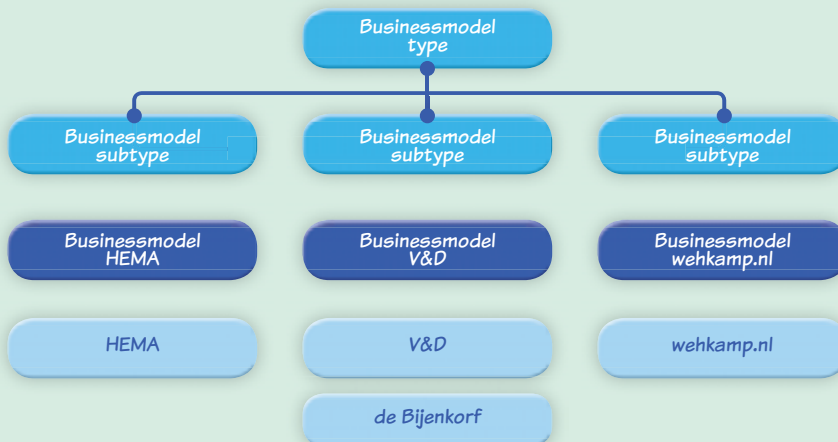 Businessmodel
type
Businessmodel
subtype
Businessmodel
subtype
Businessmodel
subtype
Businessmodel
HEMA
Businessmodel
V&D
Businessmodel
wehkamp.nl
HEMA
V&D
wehkamp.nl
de Bijenkorf